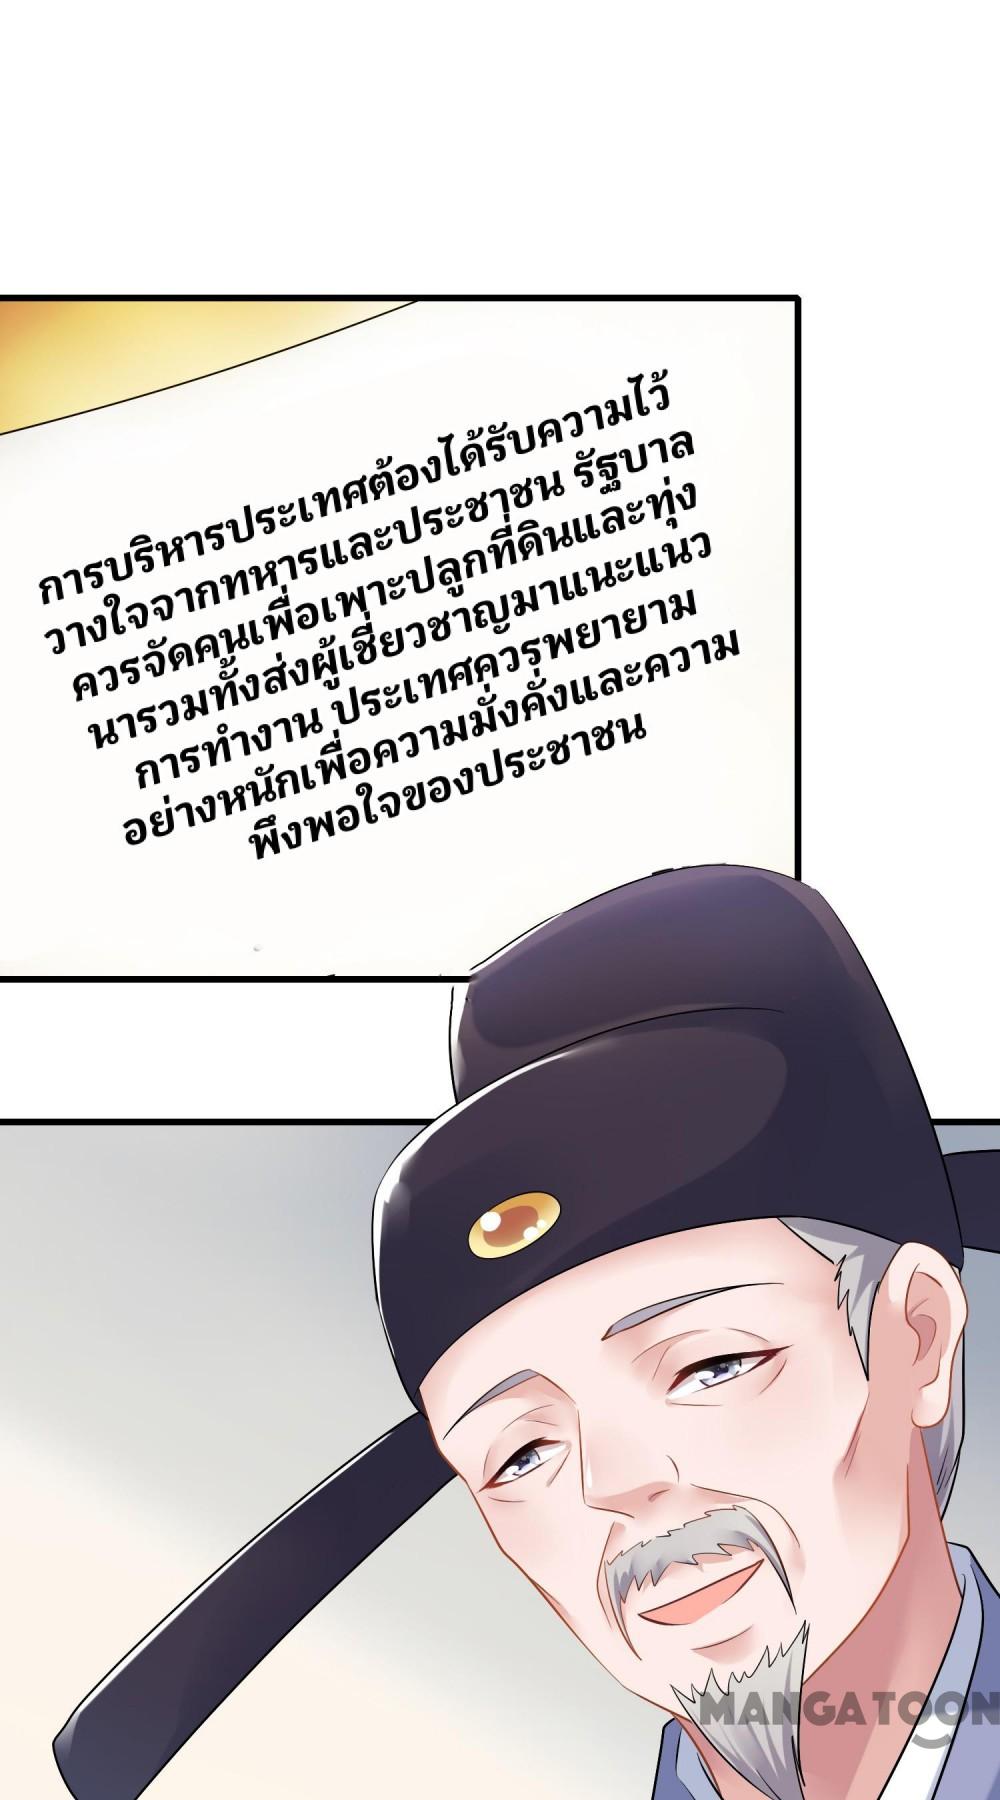 การบริหารประเทศต้องได้รับความไว้
วางใจจากทหารและประชาชน รัฐบาล
ควรจัดคนเพื่อเพาะปลูกที่ดินและทุ่ง
นารวมทั้งส่งผู้เชี่ยวชาญมาแนะแนว
การทำงาน ประเทศควรพยายาม
อย่างหนักเพื่อความมั่งคั่งและความ
พึงพอใจของประชาชน
MANGATOON